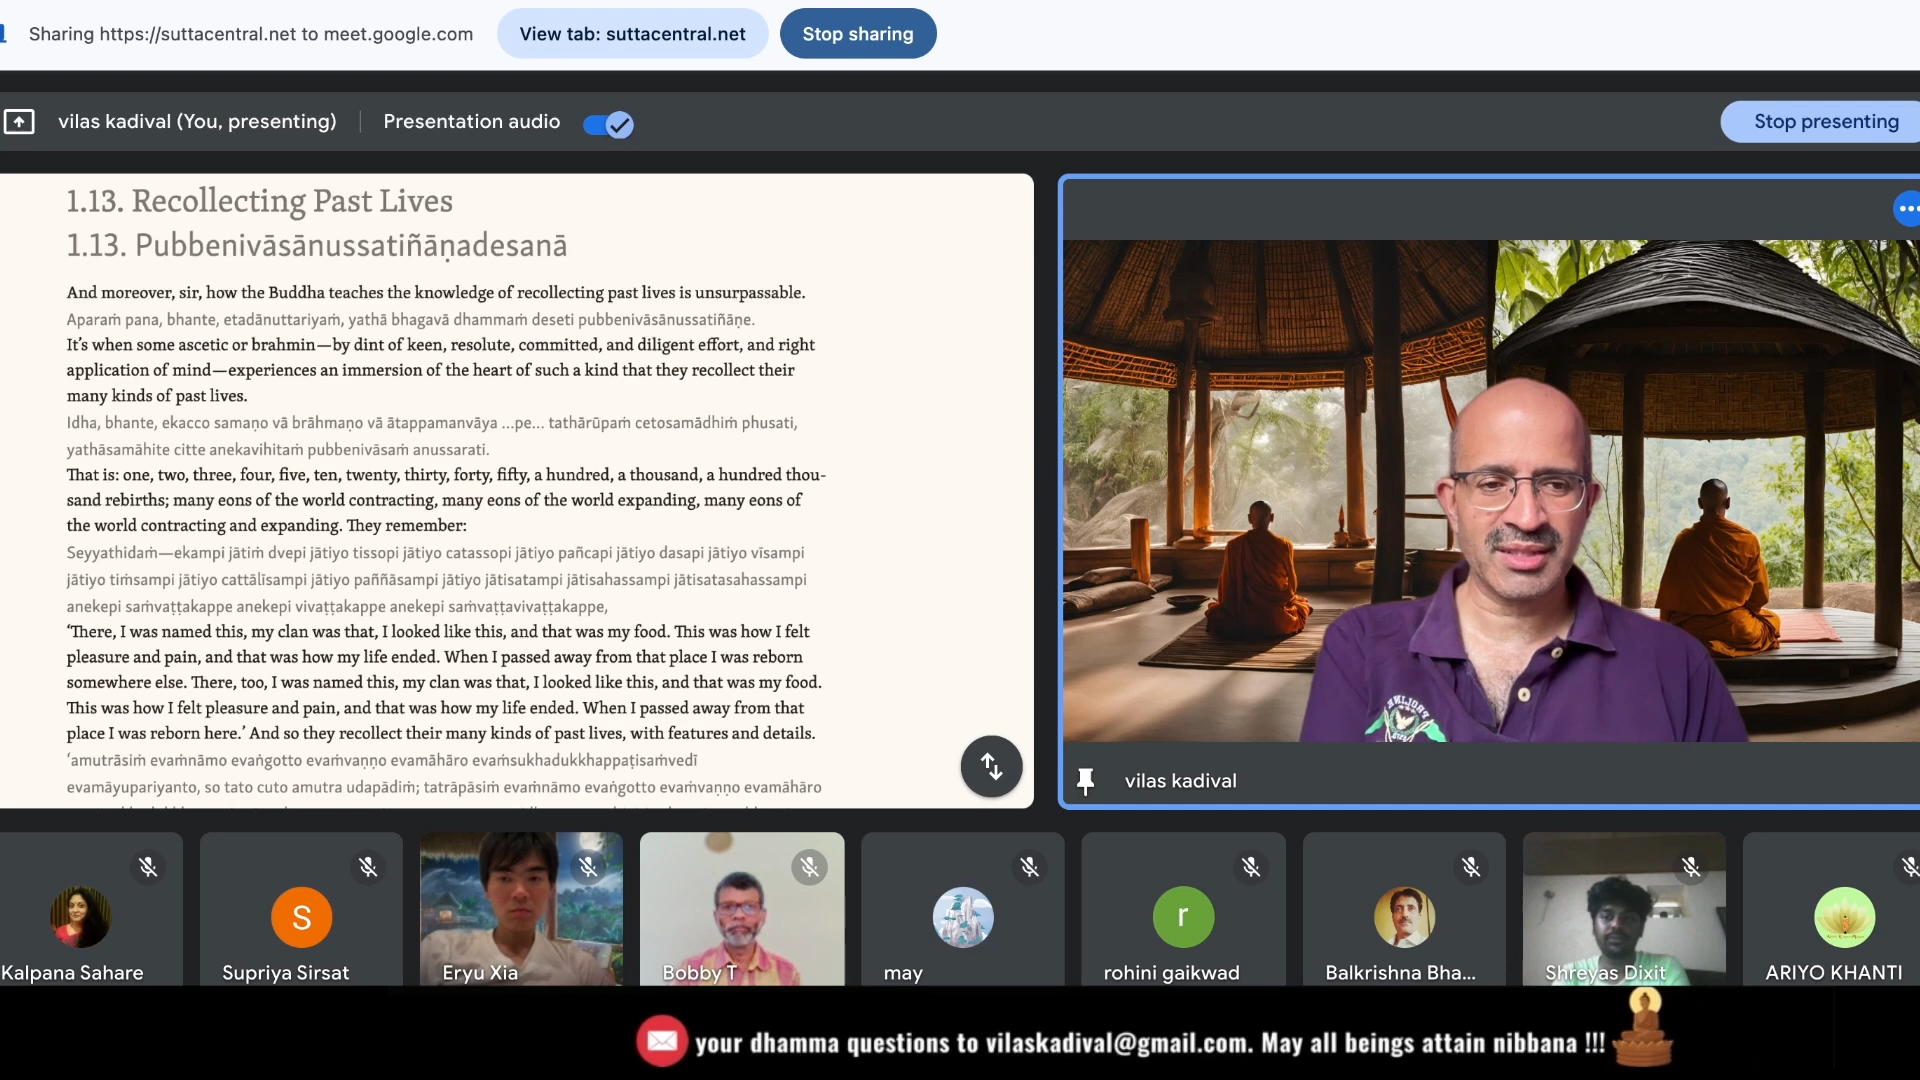 Sharing https://suttacentral.net to meet.google.com
View tab: suttacentral.net
Stop sharing
vilas kadival (You, presenting)
Presentation audio
Stop presenting
1.13. Recollecting Past Lives
1.13. Pubbenivāsānussatiñāṇadesanā
And moreover, sir, how the Buddha teaches the knowledge of recollecting past lives is unsurpassable.
Aparaṁ pana, bhante, etadānuttariyaṁ, yathā bhagavā dhammaṁ deseti pubbenivāsānussatiñāṇe.
It’s when some ascetic or brahmin—by dint of keen, resolute, committed, and diligent effort, and right
application of mind—experiences an immersion of the heart of such a kind that they recollect their
many kinds of past lives.
Idha, bhante, ekacco samaṇo vā brāhmaṇo vā ātappamanvāya …pe… tathārūpaṁ cetosamādhiṁ phusati,
yathāsamāhite citte anekavihitaṁ pubbenivāsaṁ anussarati.
That is: one, two, three, four, five, ten, twenty, thirty, forty, fifty, a hundred, a thousand, a hundred thou-
sand rebirths; many eons of the world contracting, many eons of the world expanding, many eons of
the world contracting and expanding. They remember:
Seyyathidaṁ—ekampi jātiṁ dvepi jātiyo tissopi jātiyo catassopi jātiyo pañcapi jātiyo dasapi jātiyo vīsampi
jātiyo tiṁsampi jātiyo cattālīsampi jātiyo paññāsampi jātiyo jātisatampi jātisahassampi jātisatasahassampi
anekepi saṁvaṭṭakappe anekepi vivaṭṭakappe anekepi saṁvaṭṭavivaṭṭakappe,
‘There, I was named this, my clan was that, I looked like this, and that was my food. This was how I felt
pleasure and pain, and that was how my life ended. When I passed away from that place I was reborn
somewhere else. There, too, I was named this, my clan was that, I looked like this, and that was my food.
This was how I felt pleasure and pain, and that was how my life ended. When I passed away from that
place I was reborn here.’ And so they recollect their many kinds of past lives, with features and details.
‘amutrāsiṁ evaṁnāmo evaṅgotto evaṁvaṇṇo evamāhāro evaṁsukhadukkhappaṭisaṁvedī
evamāyupariyanto, so tato cuto amutra udapādiṁ; tatrāpāsiṁ evaṁnāmo evaṅgotto evaṁvaṇṇo evamāhāro
vilas kadival
Kalpana Sahare
S
Supriya Sirsat
Eryu Xia
Bobby T
may
r
rohini gaikwad
Balkrishna Bha...
Shreyas Dixit
ARIYO KHANTI
your dhamma questions to vilaskadival@gmail.com. May all beings attain nibbana !!!